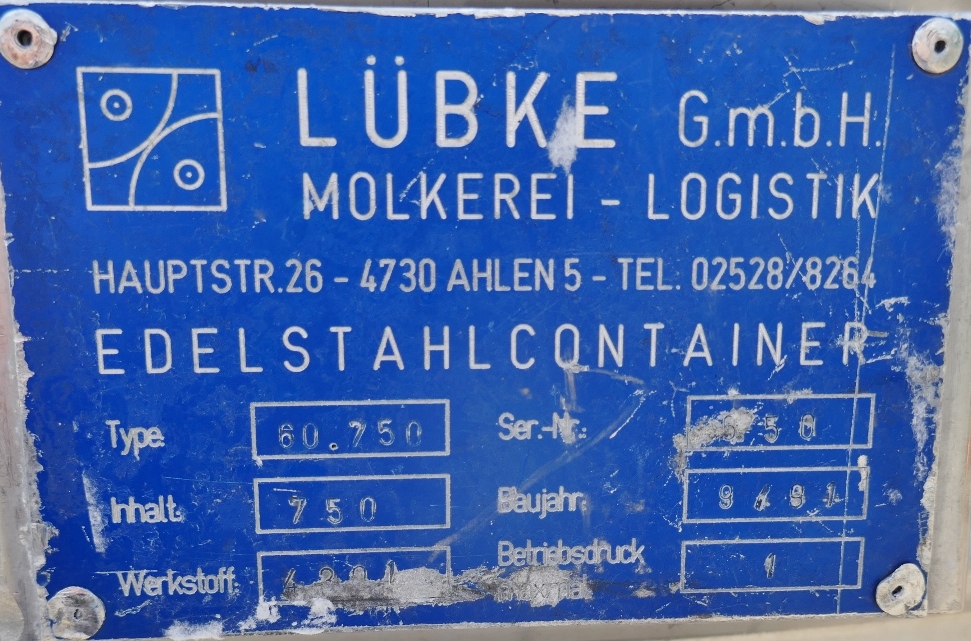 LÜBKE G.m.b.H.
MOLKEREI - LOGISTIK
HAUPTSTR.26 - 4730 AHLEN 5 - TEL. 02528/8264
EDELSTAHLCONTAINER
Type: 60.750 Ser.-Nr.:
Inhalt: 750 Baujahr:
Werkstoff: Betriebsdruck 1